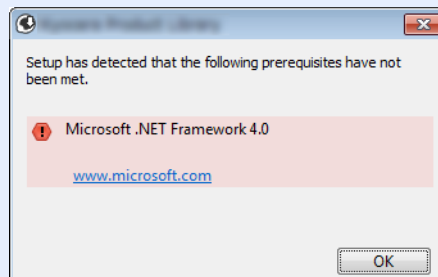 Setup has detected that the following prerequisites have not
been met.
Microsoft .NET Framework 4.0
www.microsoft.com
OK